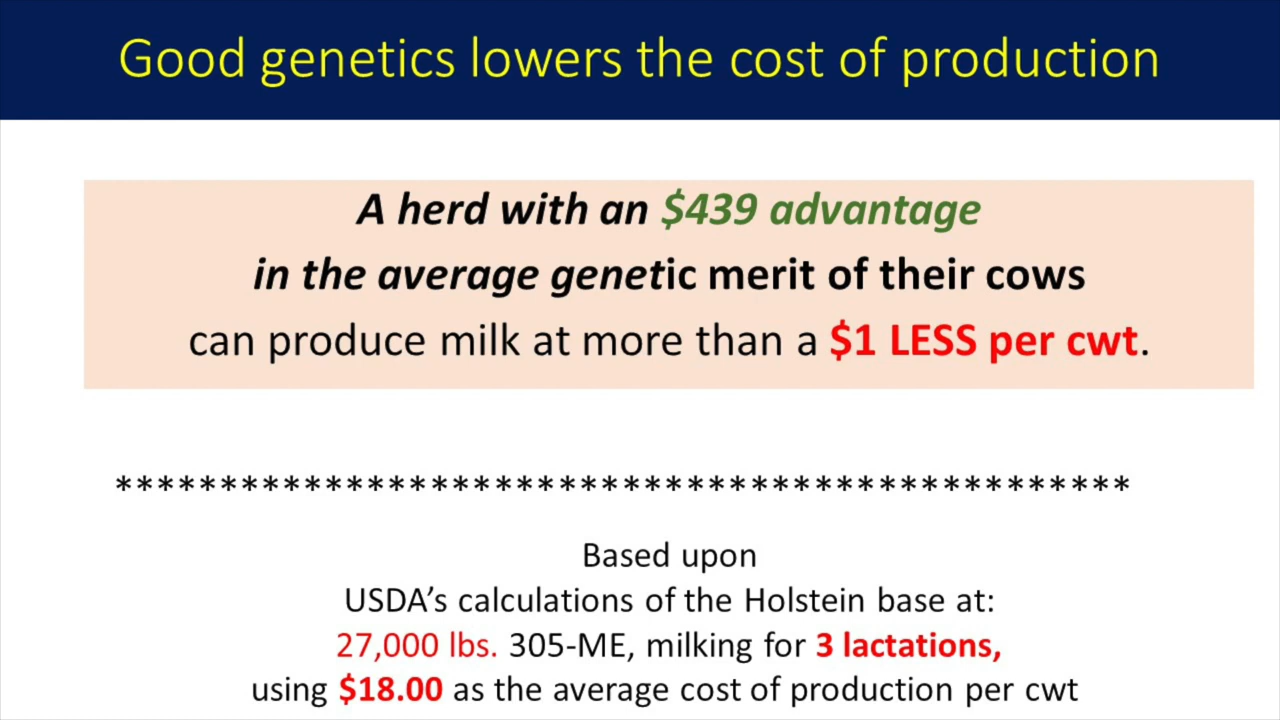 Good genetics lowers the cost of production
A herd with an $439 advantage
in the average genetic merit of their cows
can produce milk at more than a $1 LESS per cwt.
************************************************
Based upon
USDA’s calculations of the Holstein base at:
27,000 lbs. 305-ME, milking for 3 lactations,
using $18.00 as the average cost of production per cwt